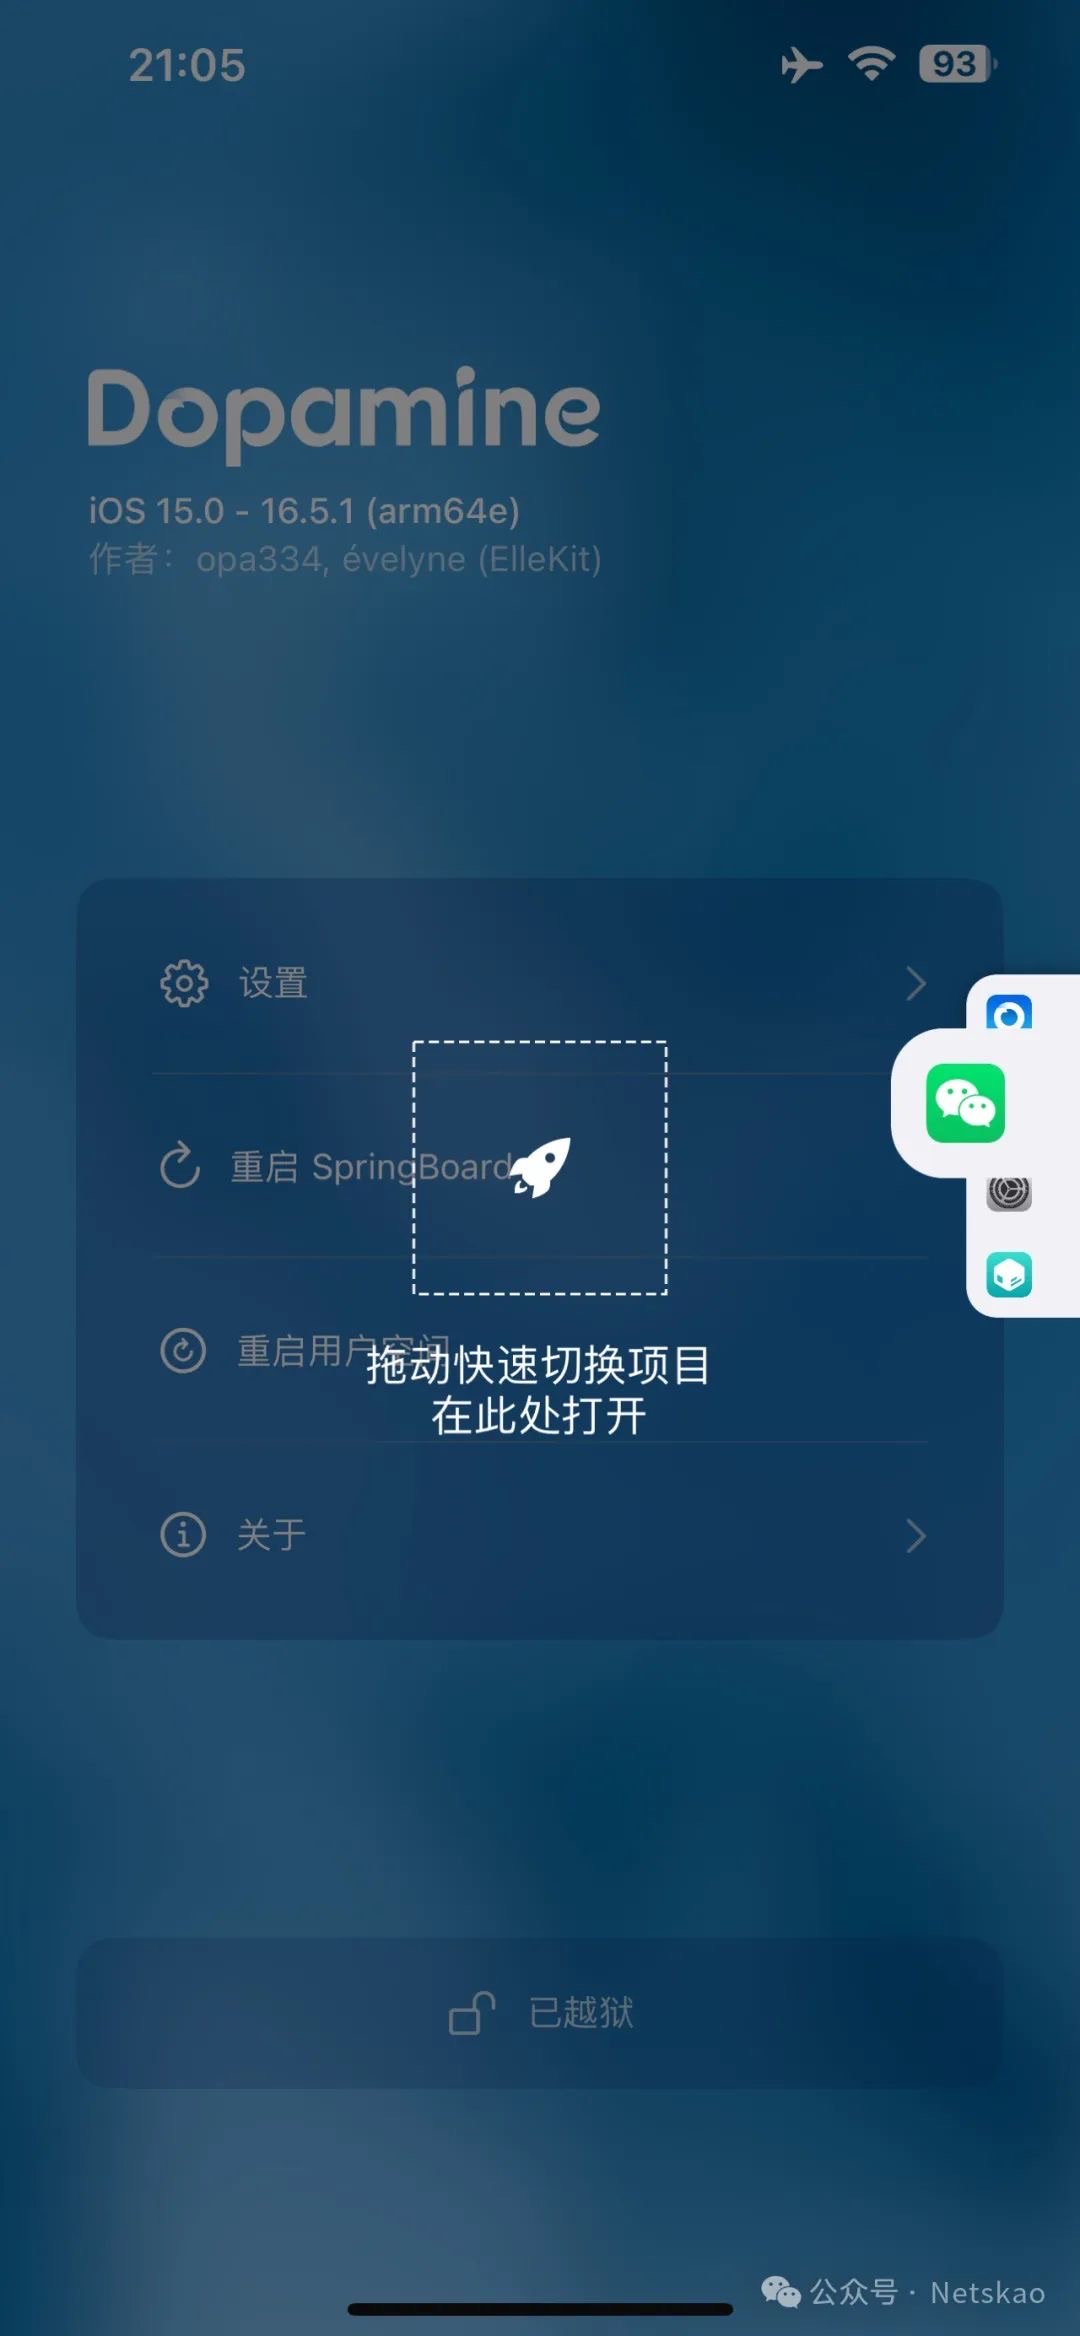 21:05
93
Dopamine
iOS 15.0 - 16.5.1 (arm64e)
作者：opa334, évelyne (ElleKit)
设置
重启 SpringBoard
重启用户空间
拖动快速切换项目
在此处打开
关于
已越狱
公众号 · Netskao